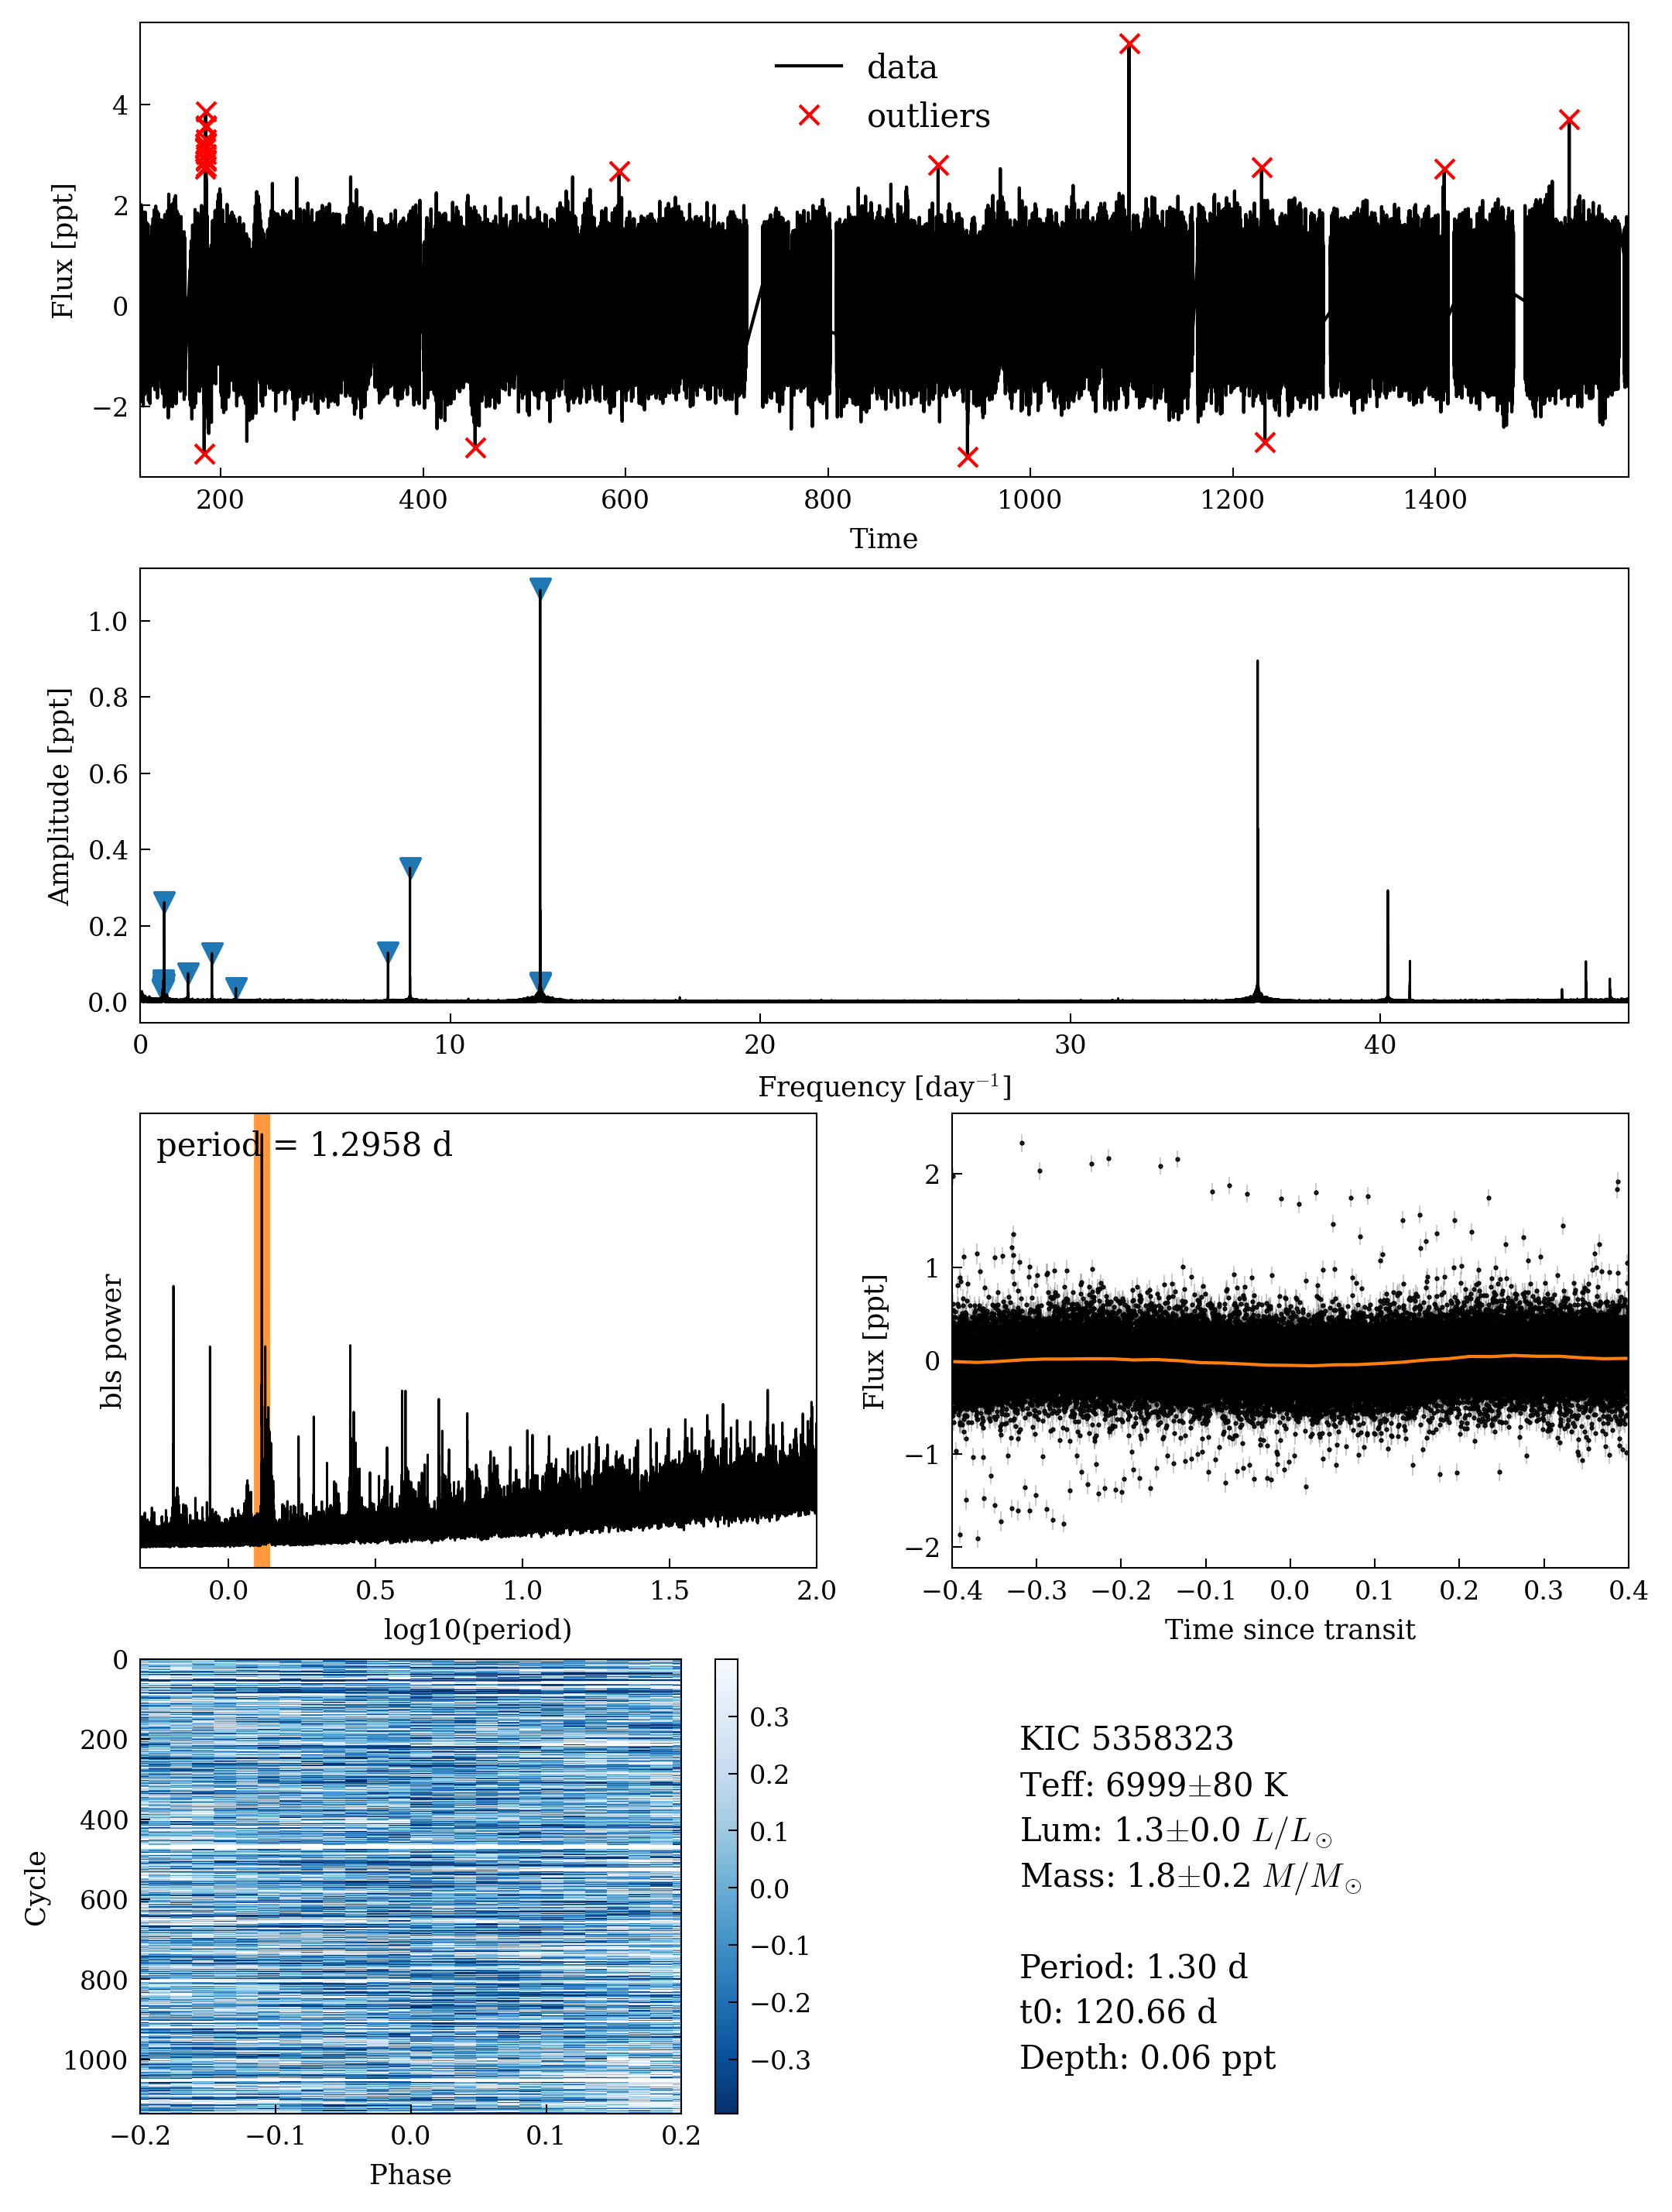 data
outliers
4
2
0
−2
Flux [ppt]
200 400 600 800 1000 1200 1400
Time
1.0
0.8
0.6
0.4
0.2
0.0
Amplitude [ppt]
0 10 20 30 40
Frequency [day⁻¹]
period = 1.2958 d
bls power
0.0 0.5 1.0 1.5 2.0
log10(period)
2
1
0
−1
−2
Flux [ppt]
−0.4 −0.3 −0.2 −0.1 0.0 0.1 0.2 0.3 0.4
Time since transit
0
200
400
600
800
1000
Cycle
−0.2 −0.1 0.0 0.1 0.2
Phase
0.3
0.2
0.1
0.0
−0.1
−0.2
−0.3
KIC 5358323
Teff: 6999±80 K
Lum: 1.3±0.0 L/L☉
Mass: 1.8±0.2 M/M☉
Period: 1.30 d
t0: 120.66 d
Depth: 0.06 ppt